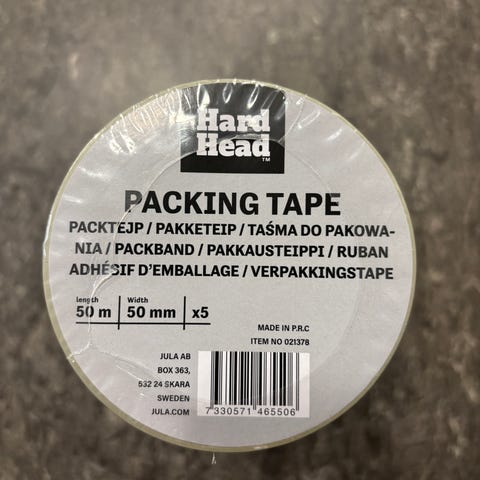 Hard
Head
TM
PACKING TAPE
PACKTEJP / PAKKETEIP / TAŚMA DO PAKOWA-
NIA / PACKBAND / PAKKAUSTEIPPI / RUBAN
ADHÉSIF D'EMBALLAGE / VERPAKKINGSTAPE
length Width
50 m 50 mm x5
MADE IN P.R.C
ITEM NO 021378
JULA AB
BOX 363,
532 24 SKARA
SWEDEN
JULA.COM
7 330571 465506